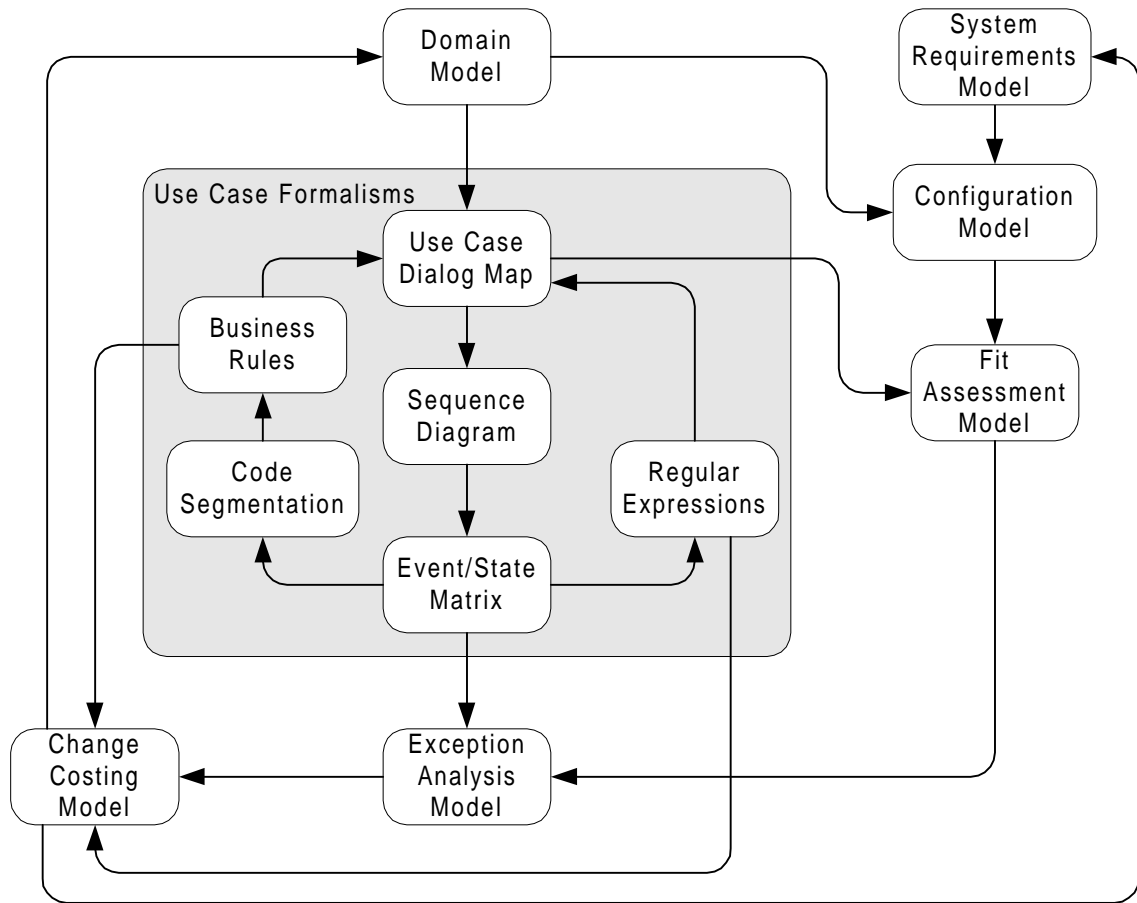 Domain
Model
System
Requirements
Model
Use Case Formalisms
Configuration
Model
Use Case
Dialog Map
Business
Rules
Fit
Assessment
Model
Sequence
Diagram
Code
Segmentation
Regular
Expressions
Event/State
Matrix
Change
Costing
Model
Exception
Analysis
Model